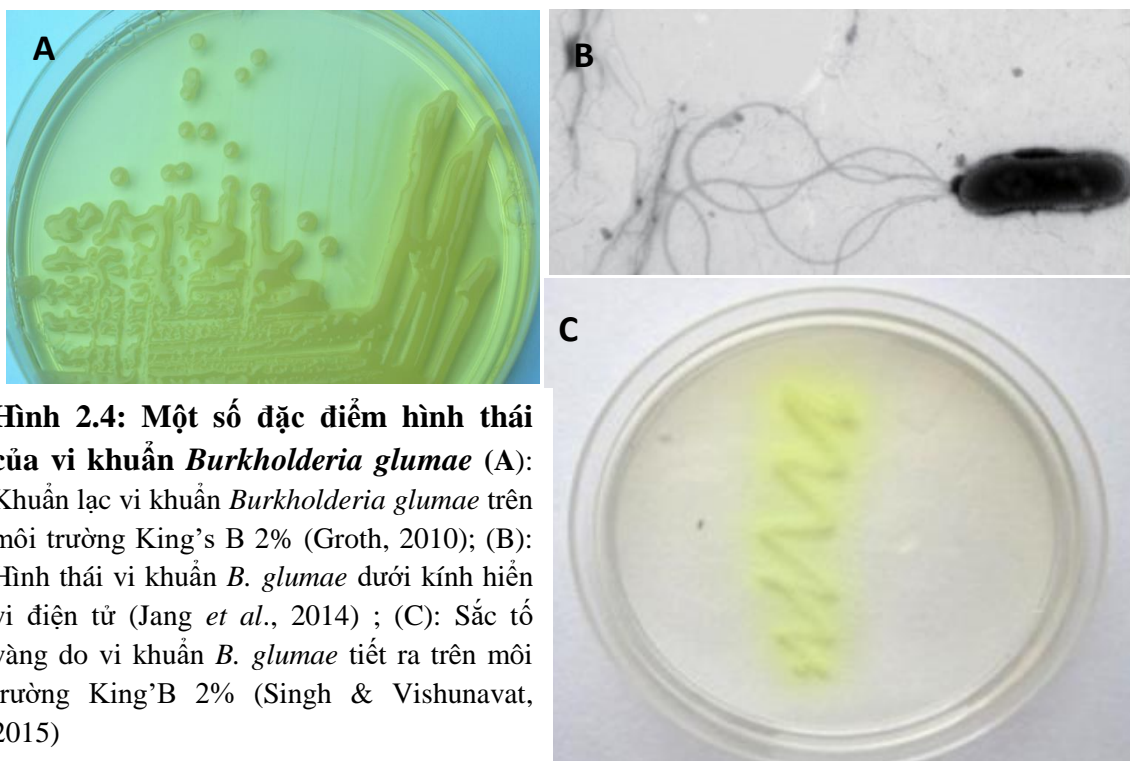 A
B
C
Hình 2.4: Một số đặc điểm hình thái
của vi khuẩn Burkholderia glumae (A):
Khuẩn lạc vi khuẩn Burkholderia glumae trên
môi trường King's B 2% (Groth, 2010); (B):
Hình thái vi khuẩn B. glumae dưới kính hiển
vi điện tử (Jang et al., 2014) ; (C): Sắc tố
vàng do vi khuẩn B. glumae tiết ra trên môi
trường King'B 2% (Singh & Vishunavat,
2015)